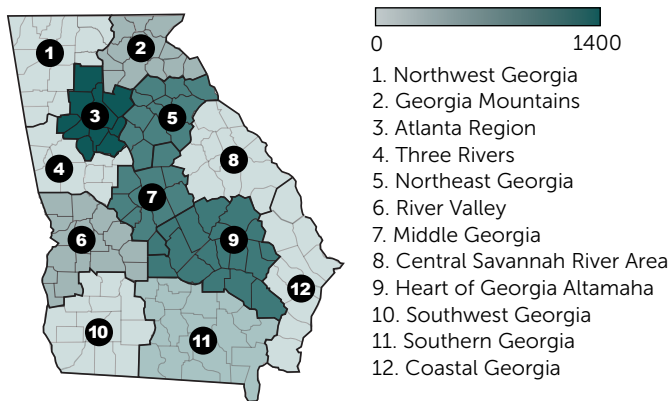 0 1400
1. Northwest Georgia
2. Georgia Mountains
3. Atlanta Region
4. Three Rivers
5. Northeast Georgia
6. River Valley
7. Middle Georgia
8. Central Savannah River Area
9. Heart of Georgia Altamaha
10. Southwest Georgia
11. Southern Georgia
12. Coastal Georgia
1
2
3
5
8
4
7
6
9
12
10
11